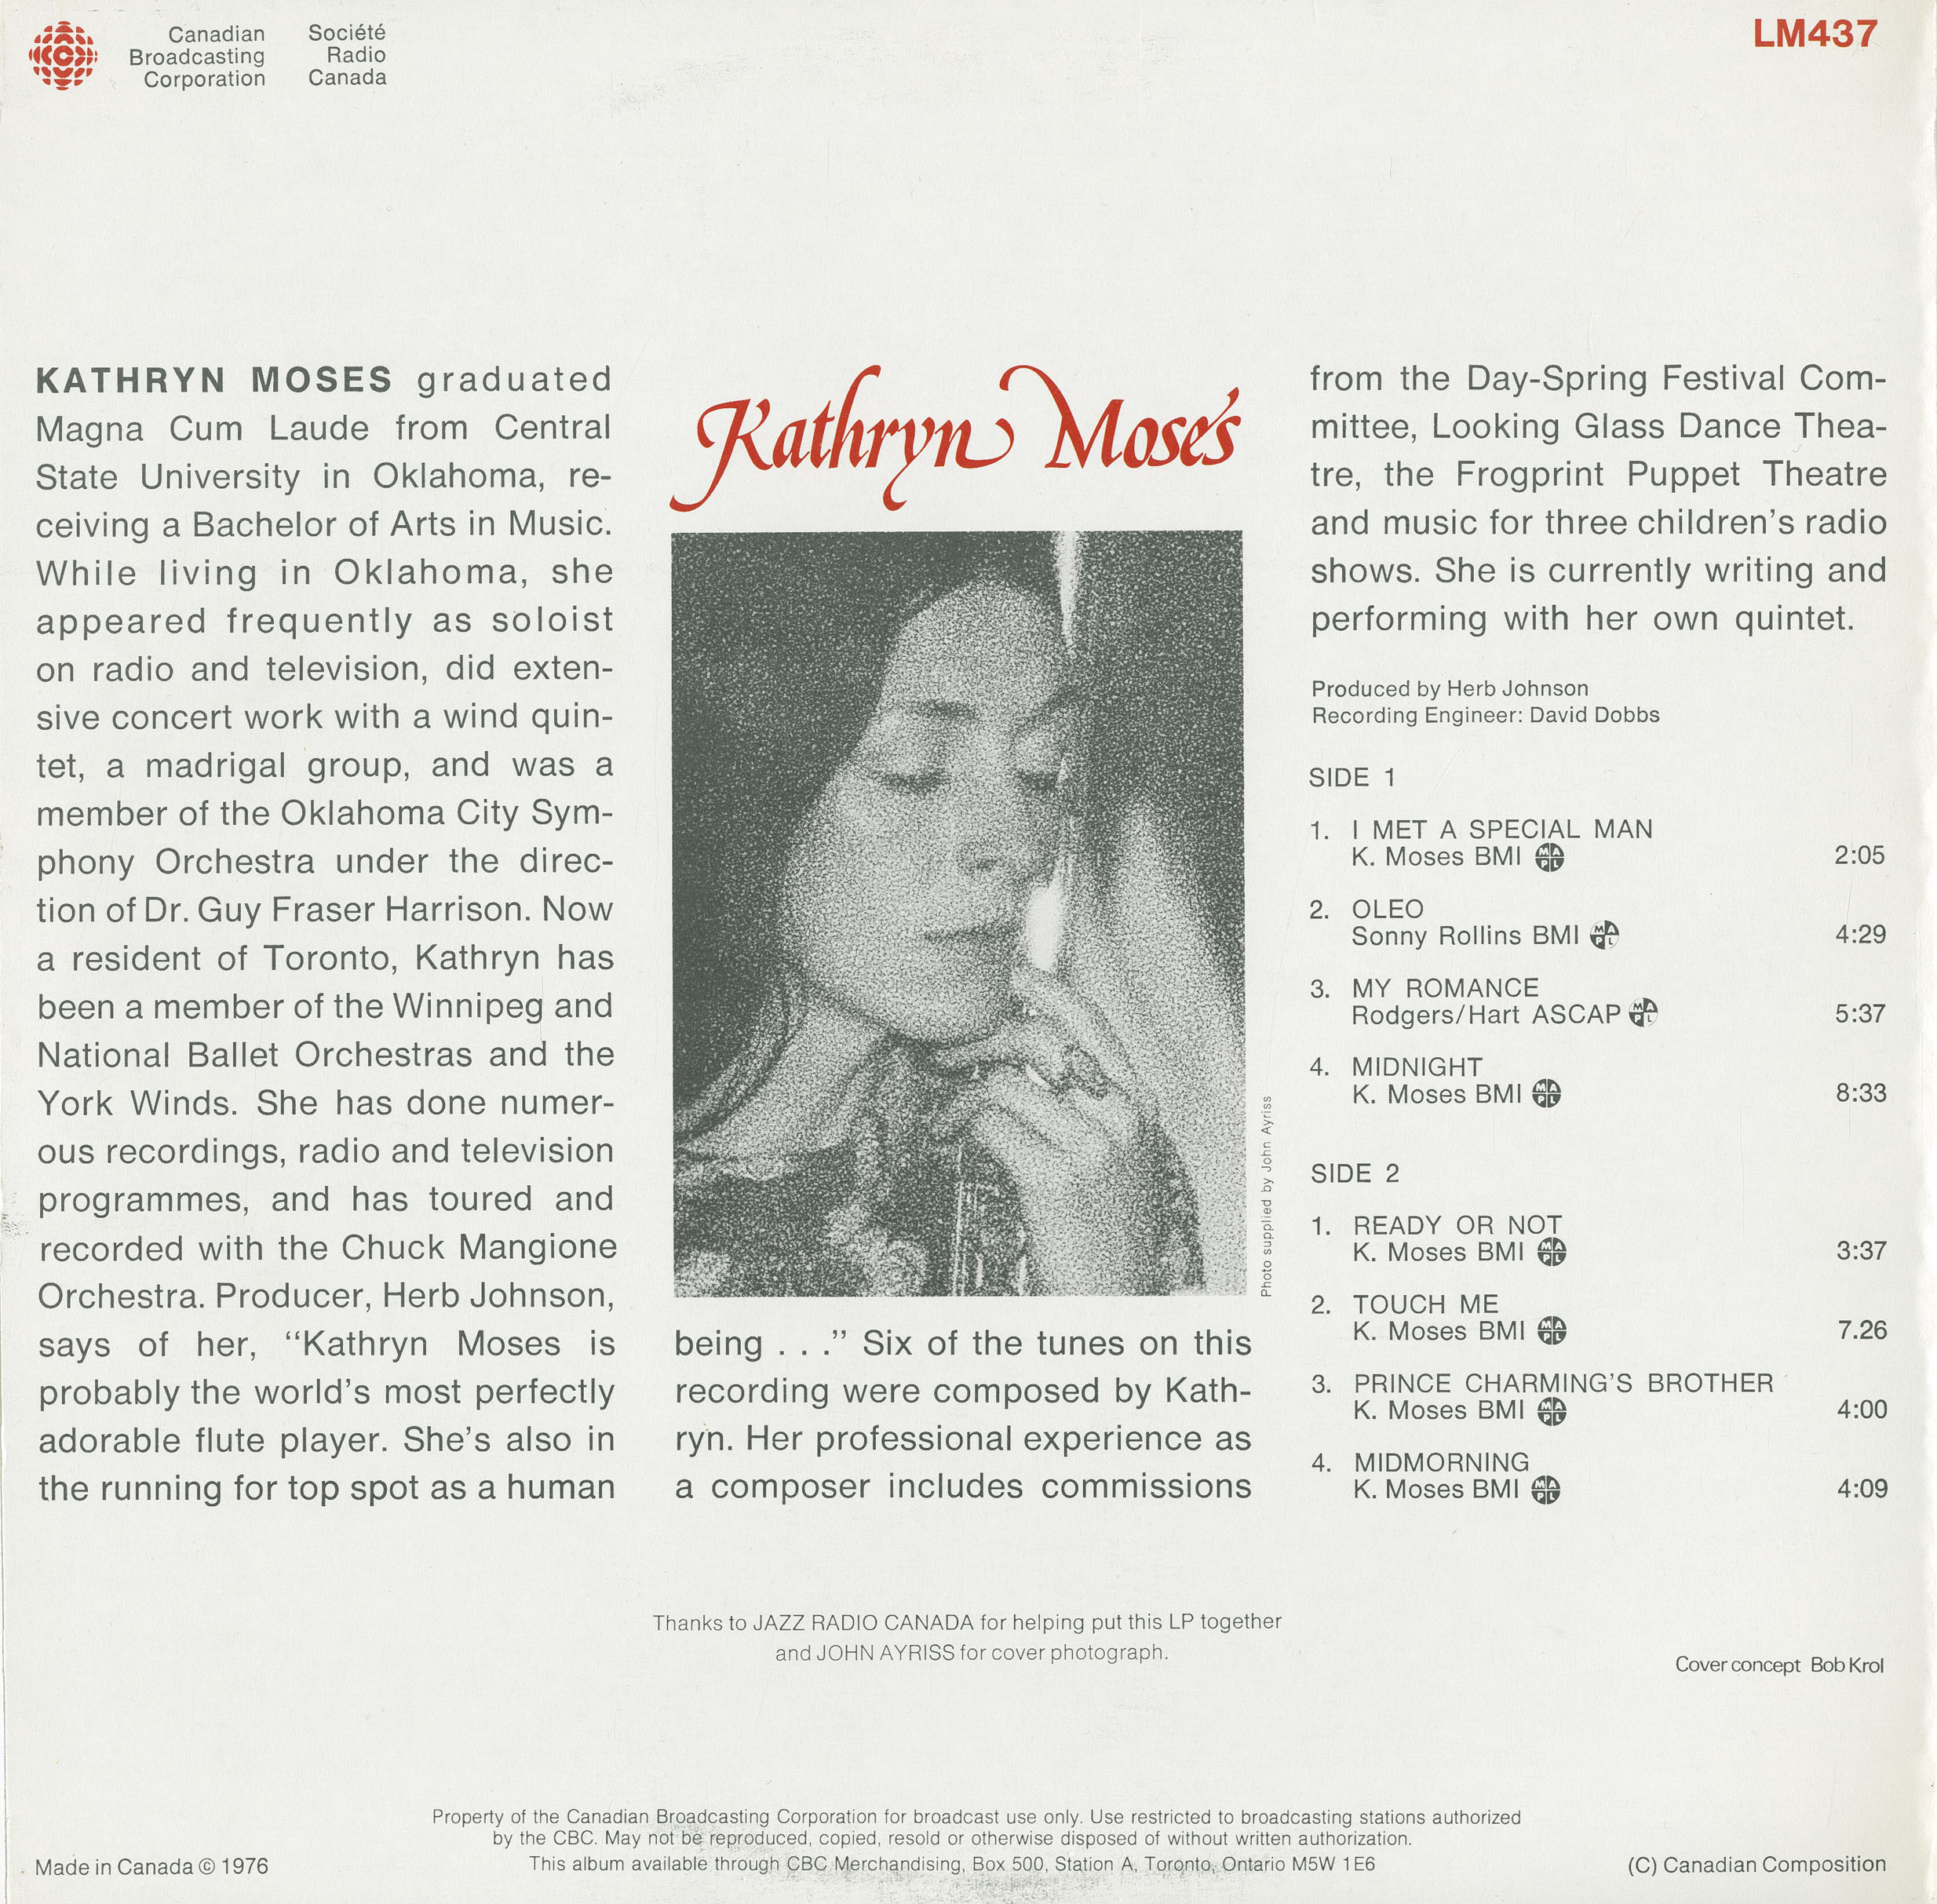 Canadian
Broadcasting
Corporation
Société
Radio
Canada
LM437
KATHRYN MOSES graduated
Magna Cum Laude from Central
State University in Oklahoma, re-
ceiving a Bachelor of Arts in Music.
While living in Oklahoma, she
appeared frequently as soloist
on radio and television, did exten-
sive concert work with a wind quin-
tet, a madrigal group, and was a
member of the Oklahoma City Sym-
phony Orchestra under the direc-
tion of Dr. Guy Fraser Harrison. Now
a resident of Toronto, Kathryn has
been a member of the Winnipeg and
National Ballet Orchestras and the
York Winds. She has done numer-
ous recordings, radio and television
programmes, and has toured and
recorded with the Chuck Mangione
Orchestra. Producer, Herb Johnson,
says of her, “Kathryn Moses is
probably the world’s most perfectly
adorable flute player. She’s also in
the running for top spot as a human
Kathryn Moses
Photo supplied by John Ayriss
being . . .” Six of the tunes on this
recording were composed by Kath-
ryn. Her professional experience as
a composer includes commissions
from the Day-Spring Festival Com-
mittee, Looking Glass Dance Thea-
tre, the Frogprint Puppet Theatre
and music for three children’s radio
shows. She is currently writing and
performing with her own quintet.
Produced by Herb Johnson
Recording Engineer: David Dobbs
SIDE 1
1. I MET A SPECIAL MAN
K. Moses BMI MAPL 2:05
2. OLEO
Sonny Rollins BMI MAPL 4:29
3. MY ROMANCE
Rodgers/Hart ASCAP MAPL 5:37
4. MIDNIGHT
K. Moses BMI MAPL 8:33
SIDE 2
1. READY OR NOT
K. Moses BMI MAPL 3:37
2. TOUCH ME
K. Moses BMI MAPL 7.26
3. PRINCE CHARMING’S BROTHER
K. Moses BMI MAPL 4:00
4. MIDMORNING
K. Moses BMI MAPL 4:09
Thanks to JAZZ RADIO CANADA for helping put this LP together
and JOHN AYRISS for cover photograph.
Cover concept Bob Krol
Property of the Canadian Broadcasting Corporation for broadcast use only. Use restricted to broadcasting stations authorized
by the CBC. May not be reproduced, copied, resold or otherwise disposed of without written authorization.
This album available through CBC Merchandising, Box 500, Station A, Toronto, Ontario M5W 1E6
Made in Canada © 1976
(C) Canadian Composition